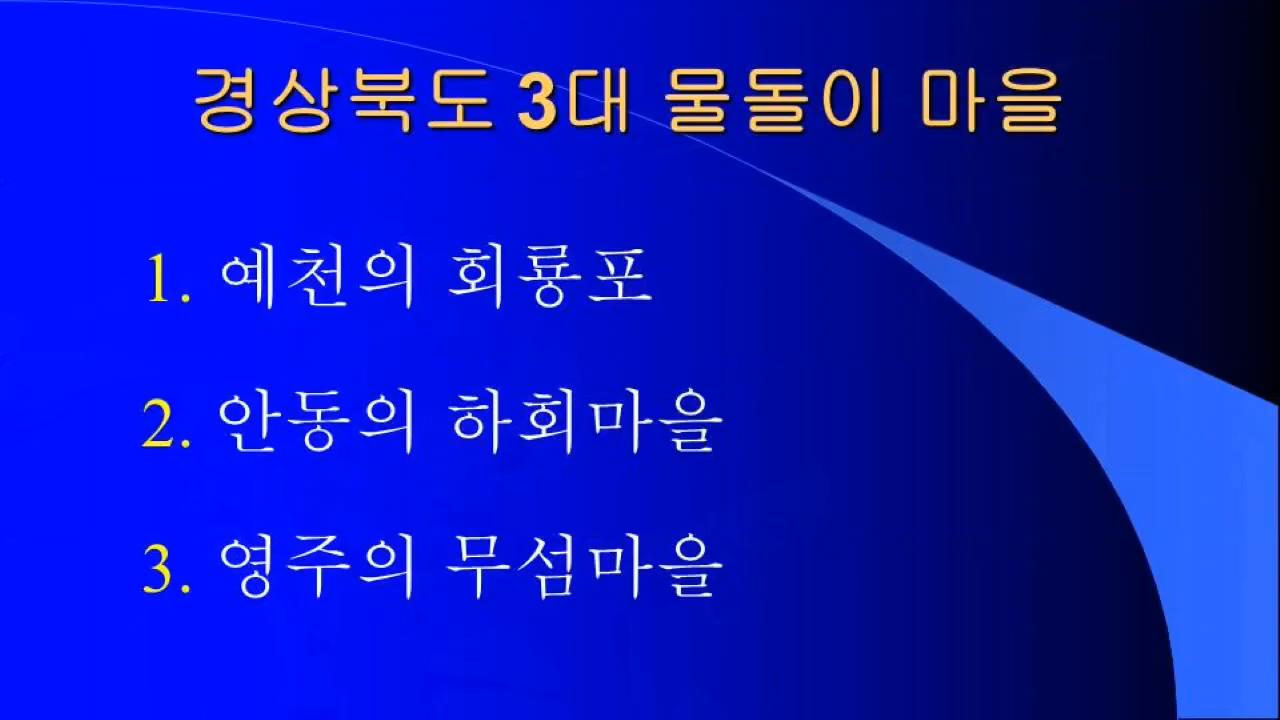 경상북도 3대 물돌이 마을
1. 예천의 회룡포
2. 안동의 하회마을
3. 영주의 무섬마을